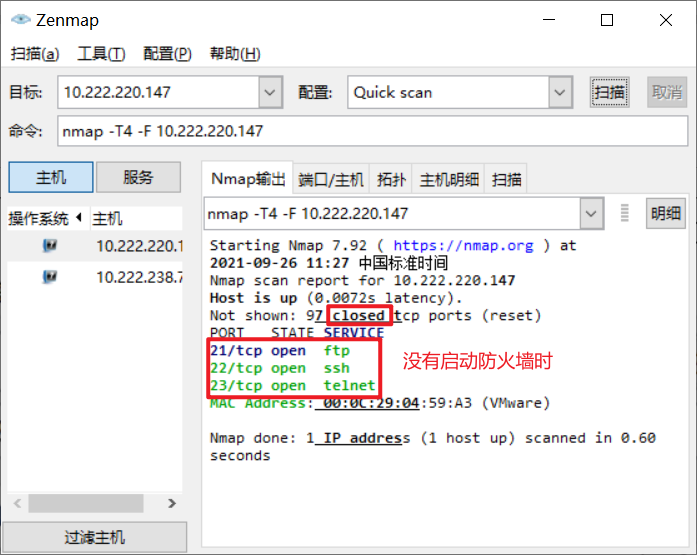 Zenmap
扫描(a) 工具(T) 配置(P) 帮助(H)
目标: 10.222.220.147 配置: Quick scan 扫描 取消
命令: nmap -T4 -F 10.222.220.147
主机 服务
操作系统 主机
10.222.220.1
10.222.238.7
过滤主机
Nmap输出 端口/主机 拓扑 主机明细 扫描
nmap -T4 -F 10.222.220.147 明细
Starting Nmap 7.92 ( https://nmap.org ) at
2021-09-26 11:27 中国标准时间
Nmap scan report for 10.222.220.147
Host is up (0.0072s latency).
Not shown: 97 closed tcp ports (reset)
PORT STATE SERVICE
21/tcp open ftp
22/tcp open ssh
23/tcp open telnet
没有启动防火墙时
MAC Address: 00:0C:29:04:59:A3 (VMware)
Nmap done: 1 IP address (1 host up) scanned in 0.60
seconds